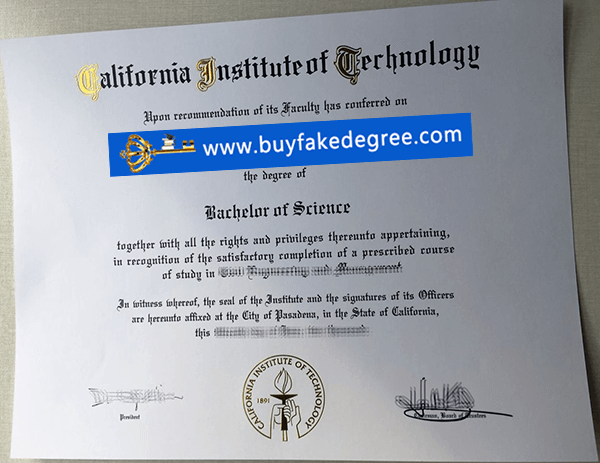 California Institute of Technology
Upon recommendation of its Faculty has conferred on
www.buyfakedegree.com
the degree of
Bachelor of Science
together with all the rights and privileges thereunto appertaining,
in recognition of the satisfactory completion of a prescribed course
of study in
In witness whereof, the seal of the Institute and the signatures of its Officers
are hereunto affixed at the City of Pasadena, in the State of California,
this
CALIFORNIA INSTITUTE OF TECHNOLOGY
1891
President
Board of Trustees